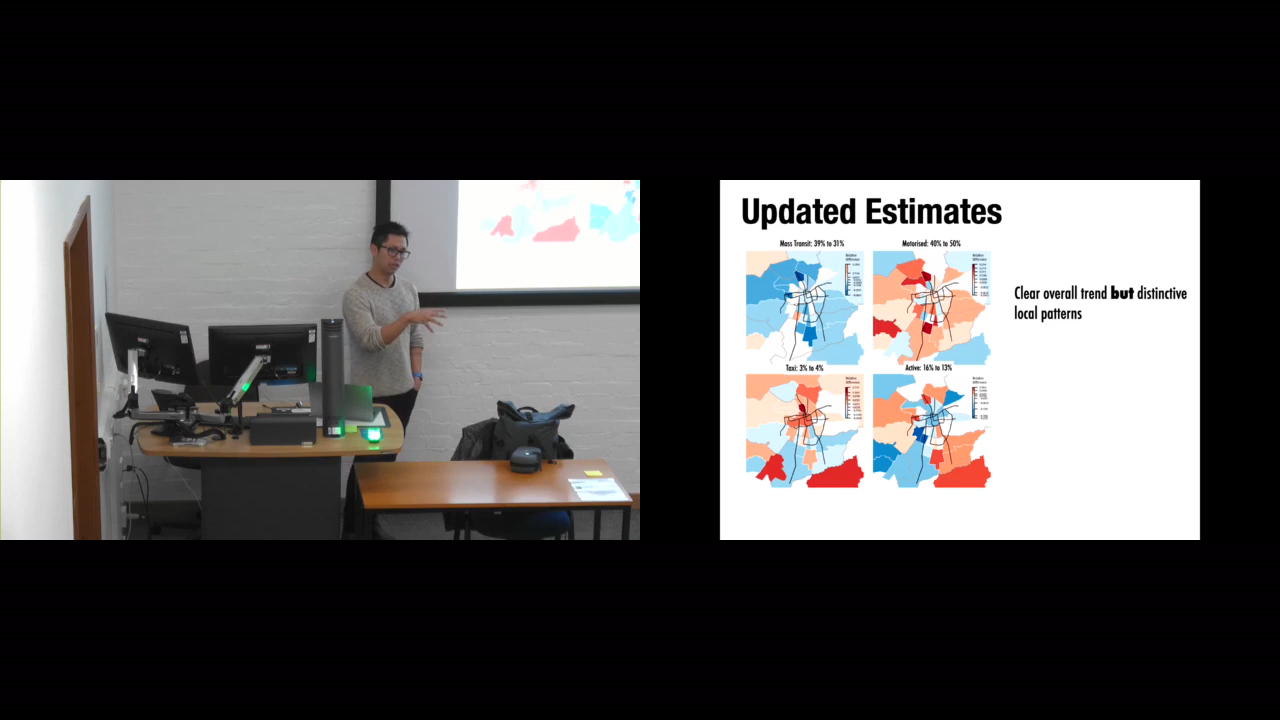 Updated Estimates
Mass Transit: 39% to 31%
Motorised: 40% to 50%
Clear overall trend but distinctive
local patterns
Taxi: 3% to 4%
Active: 16% to 13%